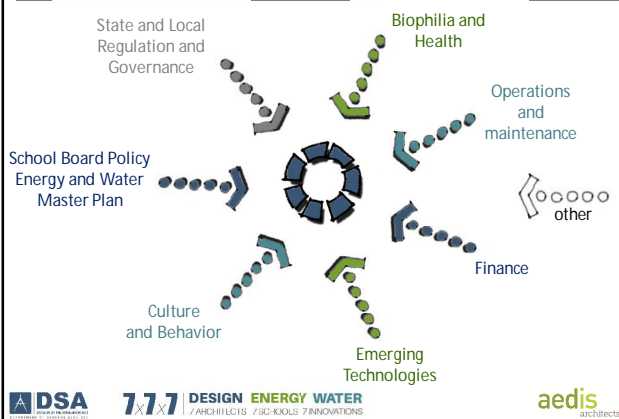 State and Local
Regulation and
Governance
Biophilia and
Health
Operations
and
maintenance
School Board Policy
Energy and Water
Master Plan
other
Finance
Culture
and Behavior
Emerging
Technologies
DSA
7x7x7
DESIGN ENERGY WATER
7 ARCHITECTS 7 SCHOOLS 7 INNOVATIONS
aedis
architects